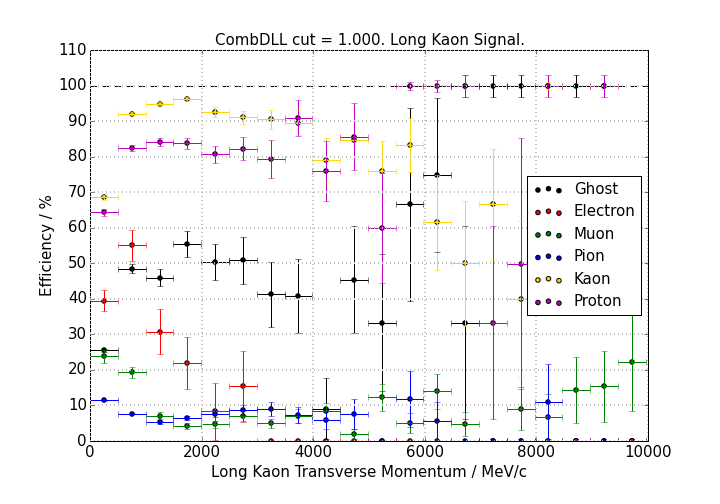 CombDLL cut = 1.000. Long Kaon Signal.
110
100
90
80
70
60
50
40
30
20
10
0
Efficiency / %
Ghost
Electron
Muon
Pion
Kaon
Proton
0 2000 4000 6000 8000 10000
Long Kaon Transverse Momentum / MeV/c